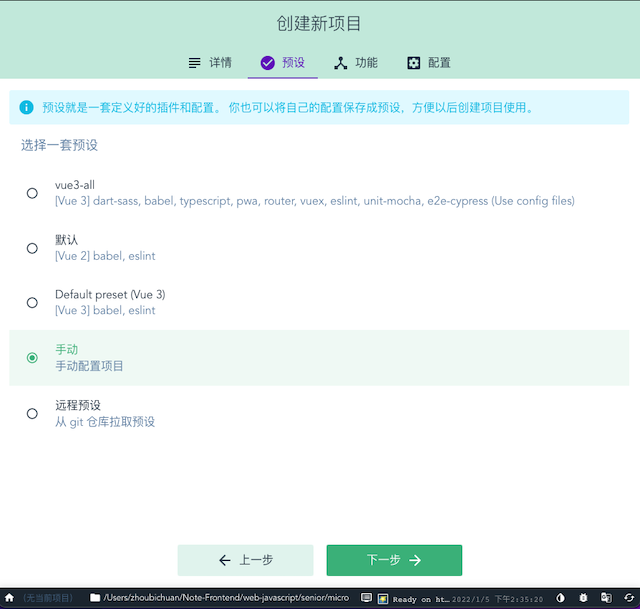 创建新项目
详情 预设 功能 配置
预设就是一套定义好的插件和配置。 你也可以将自己的配置保存成预设，方便以后创建项目使用。
选择一套预设
vue3-all
[Vue 3] dart-sass, babel, typescript, pwa, router, vuex, eslint, unit-mocha, e2e-cypress (Use config files)
默认
[Vue 2] babel, eslint
Default preset (Vue 3)
[Vue 3] babel, eslint
手动
手动配置项目
远程预设
从 git 仓库拉取预设
上一步 下一步
[无当前项目] /Users/zhoubichuan/Note-Frontend/web-javascript/senior/micro Ready on ht… 2022/1/5 下午2:35:20